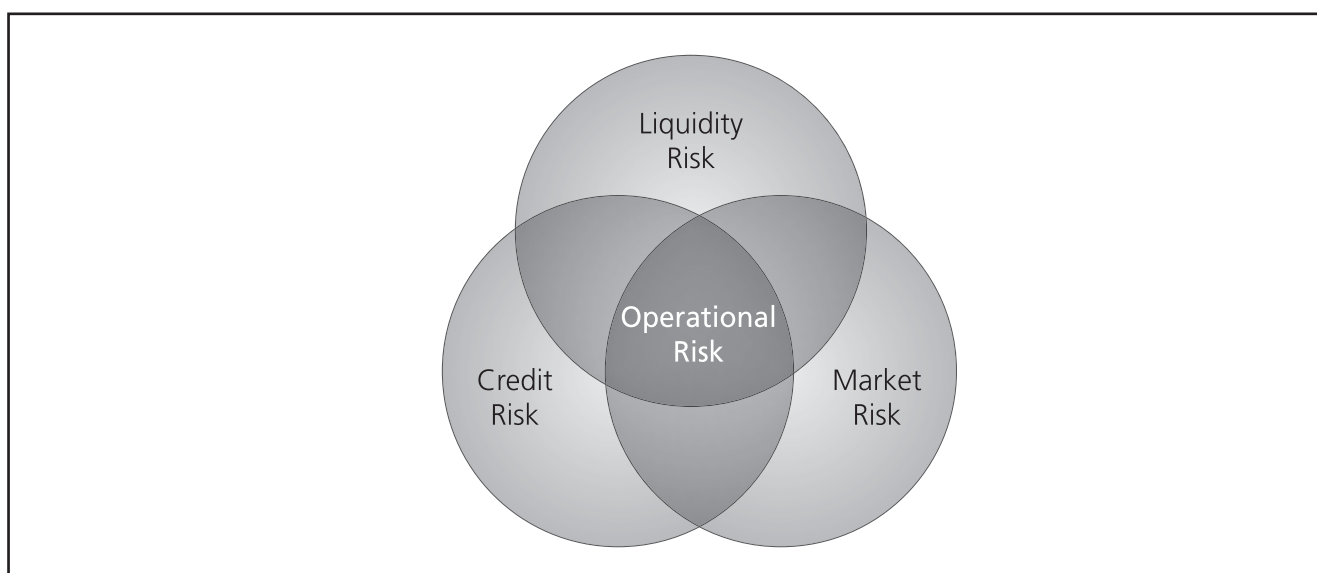 Liquidity
Risk
Operational
Risk
Credit
Risk
Market
Risk